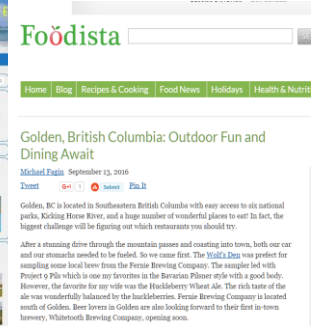 Foodista
Home Blog Recipes & Cooking Food News Holidays Health & Nutriti
Golden, British Columbia: Outdoor Fun and
Dining Await
Michael Fagin September 13, 2016
Tweet G+1 1 Submit Pin It
Golden, BC is located in Southeastern British Columba with easy access to six national
parks, Kicking Horse River, and a huge number of wonderful places to eat! In fact, the
biggest challenge will be figuring out which restaurants you should try.
After a stunning drive through the mountain passes and coasting into town, both our car
and our stomachs needed to be fueled. So we came first. The Wolf's Den was prefect for
sampling some local brew from the Fernie Brewing Company. The sampler led with
Project 9 Pils which is one my favorites in the Bavarian Pilsner style with a good body.
However, the favorite for my wife was the Huckleberry Wheat Ale. The rich taste of the
ale was wonderfully balanced by the huckleberries. Fernie Brewing Company is located
south of Golden. Beer lovers in Golden are also looking forward to their first in-town
brewery, Whitetooth Brewing Company, opening soon.